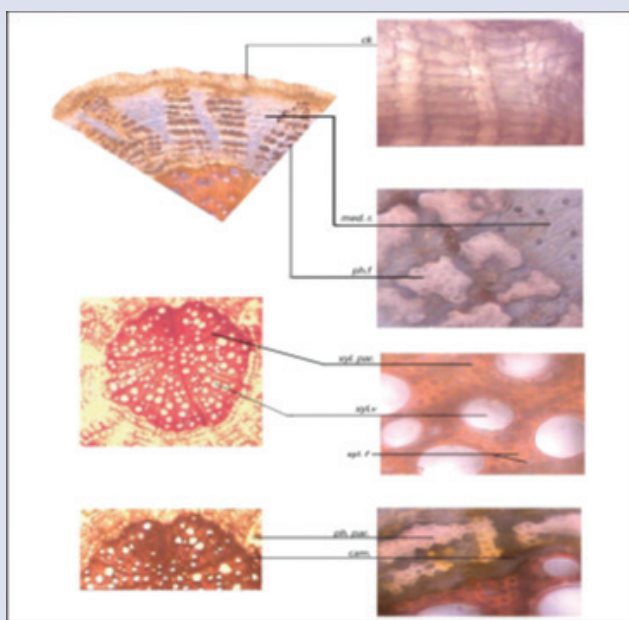 ck
med. r.
ph.f
xyl. par.
xyl.v
xyl. f
ph. par.
cam.